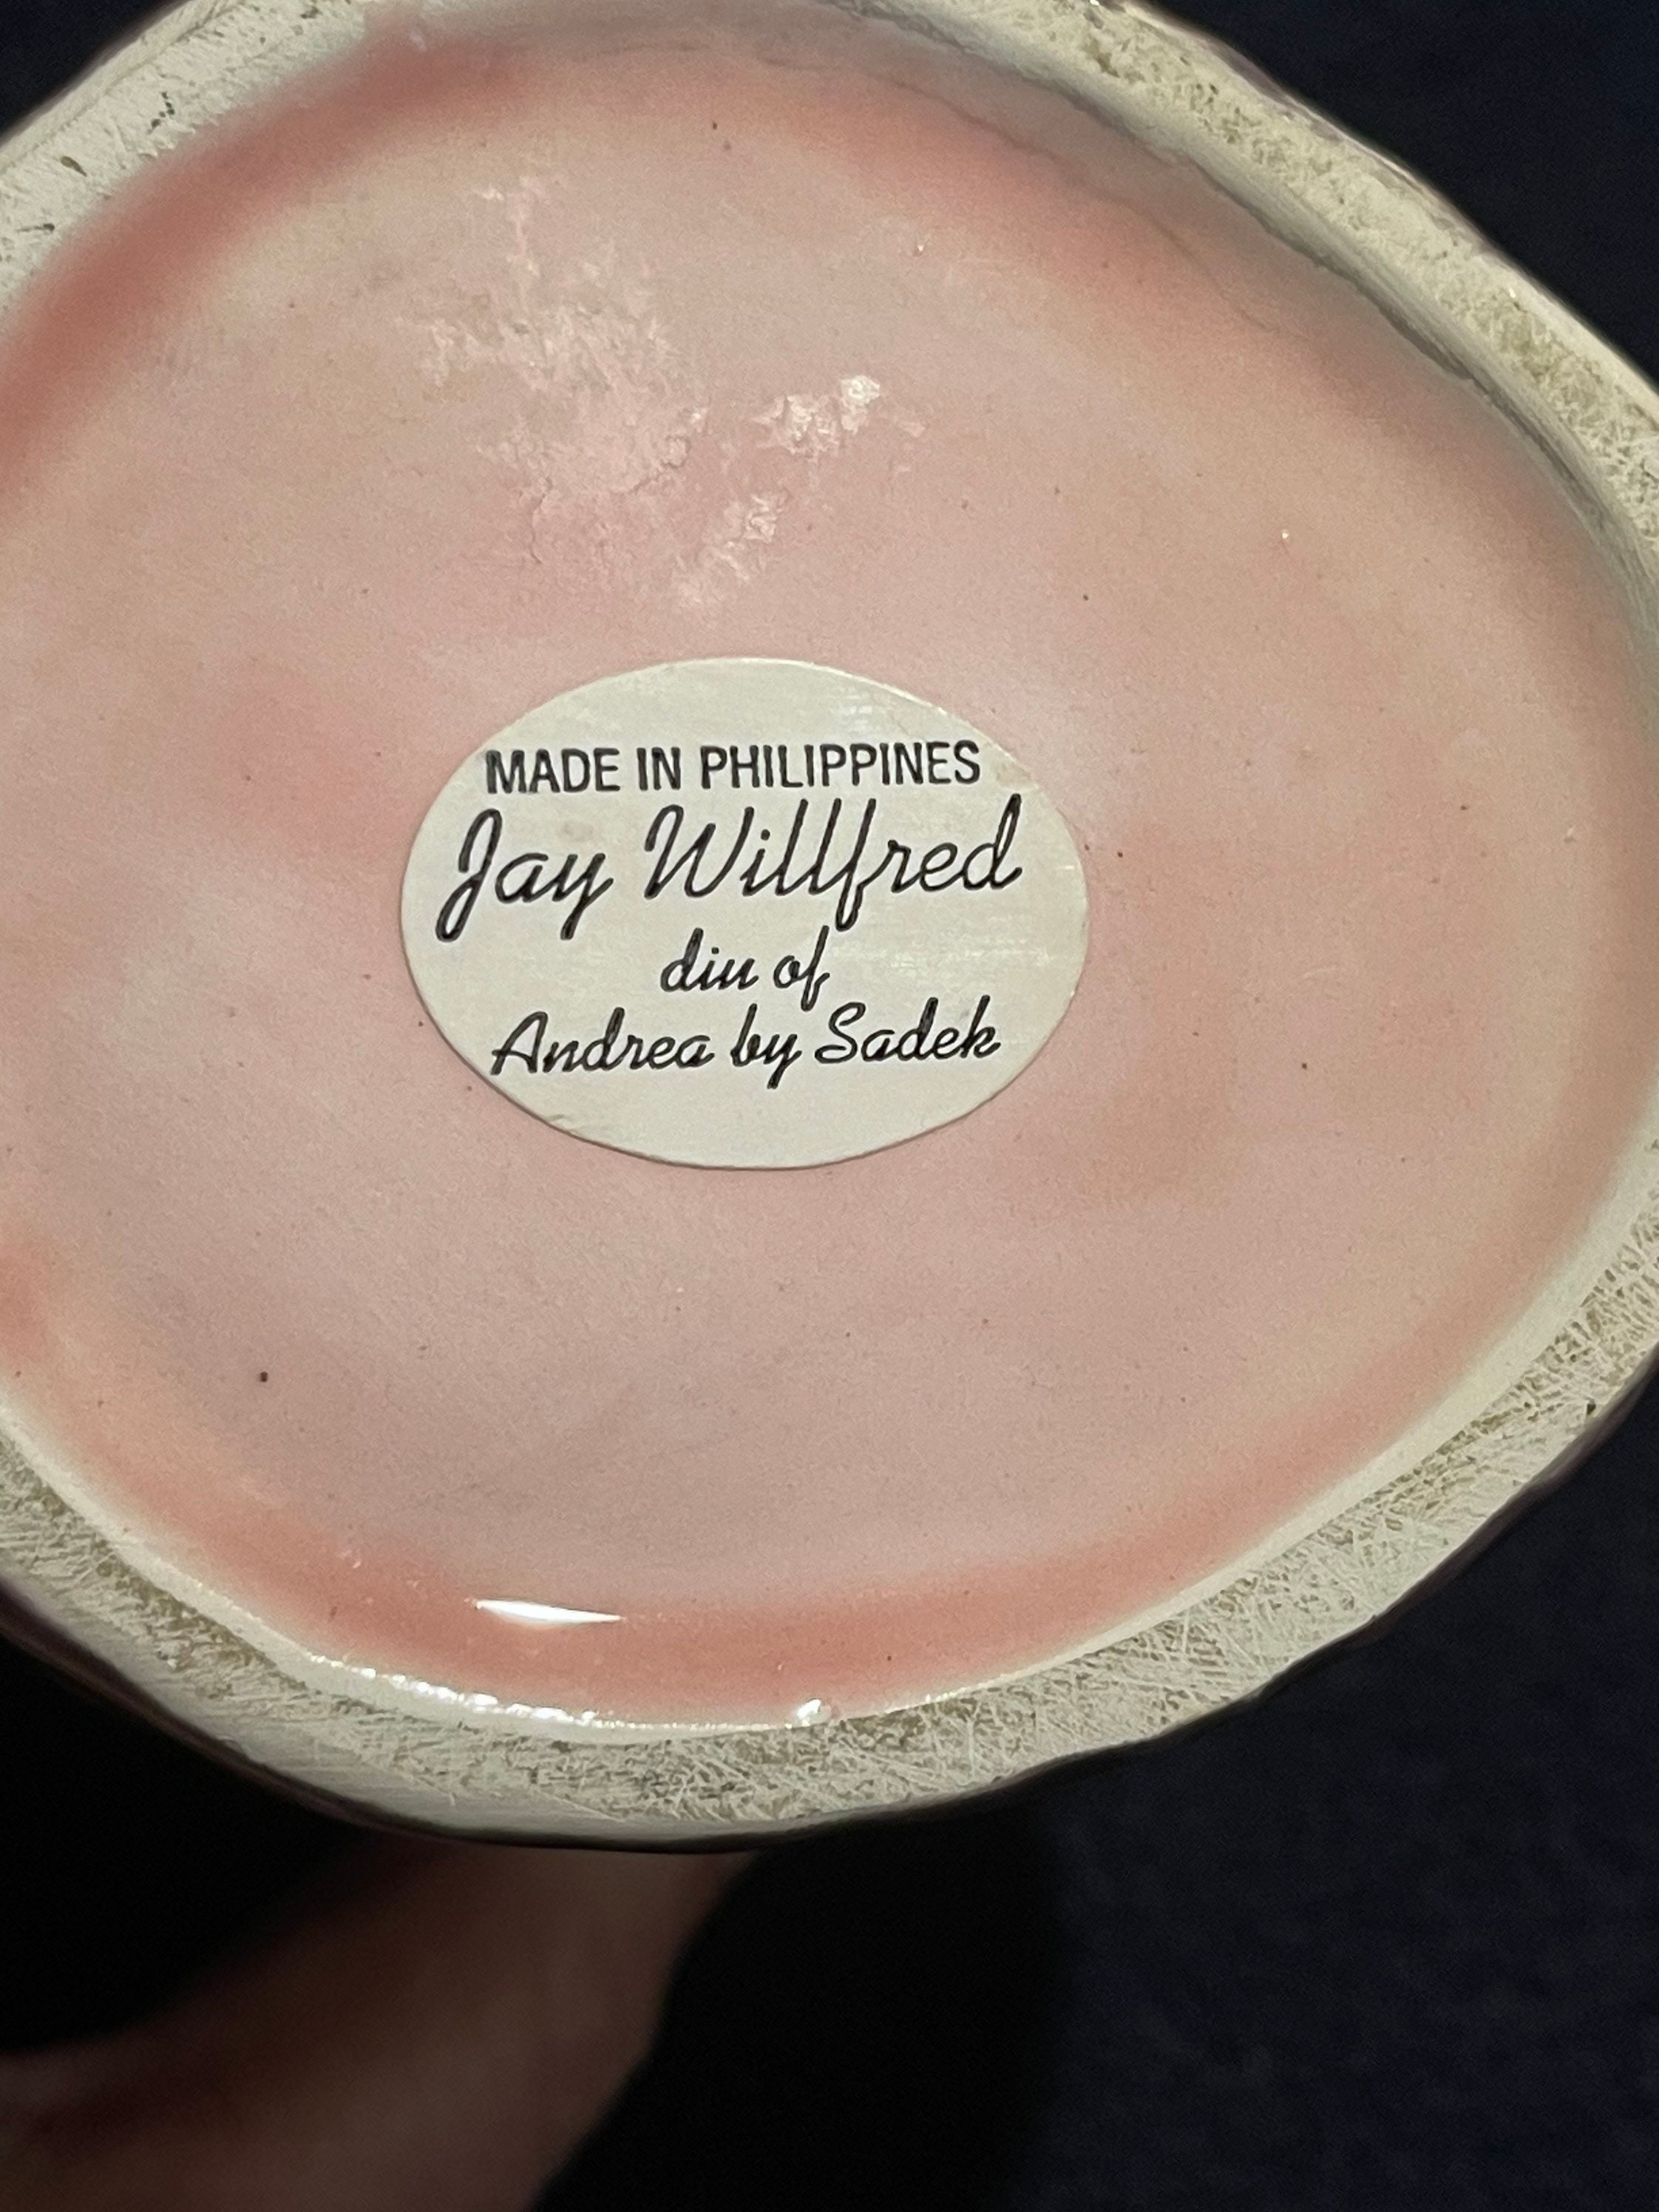 MADE IN PHILIPPINES
Jay Willfred
div of
Andrea by Sadek